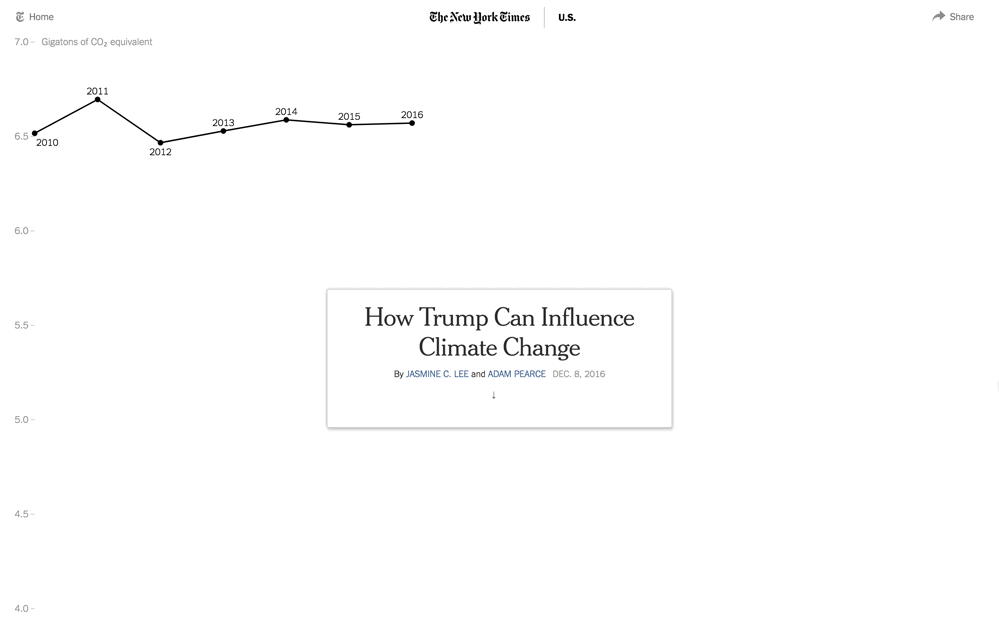 Home
The New York Times
U.S.
Share
7.0 Gigatons of CO₂ equivalent
2011
2010
2012
2013
2014
2015
2016
6.5
6.0
5.5
5.0
4.5
4.0
How Trump Can Influence
Climate Change
By JASMINE C. LEE and ADAM PEARCE DEC. 8, 2016
↓